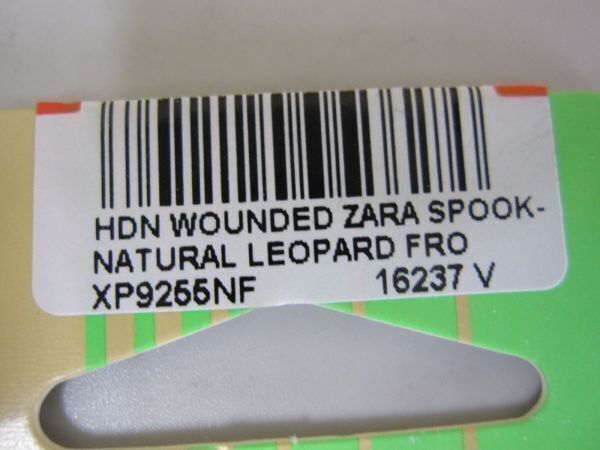 HDN WOUNDED ZARA SPOOK-
NATURAL LEOPARD FRO
XP9255NF 16237 V